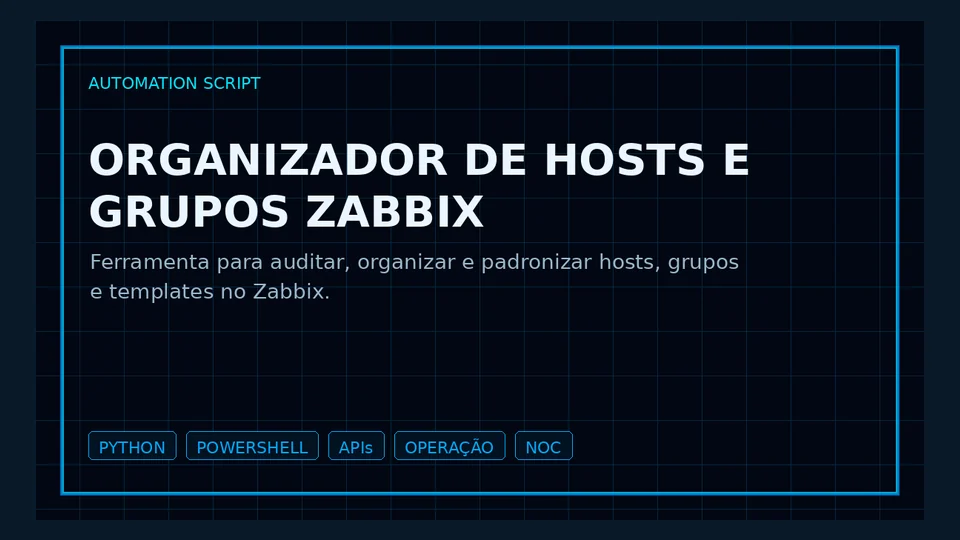 AUTOMATION SCRIPT
ORGANIZADOR DE HOSTS E
GRUPOS ZABBIX
Ferramenta para auditar, organizar e padronizar hosts, grupos
e templates no Zabbix.
PYTHON POWERSHELL APIs OPERAÇÃO NOC